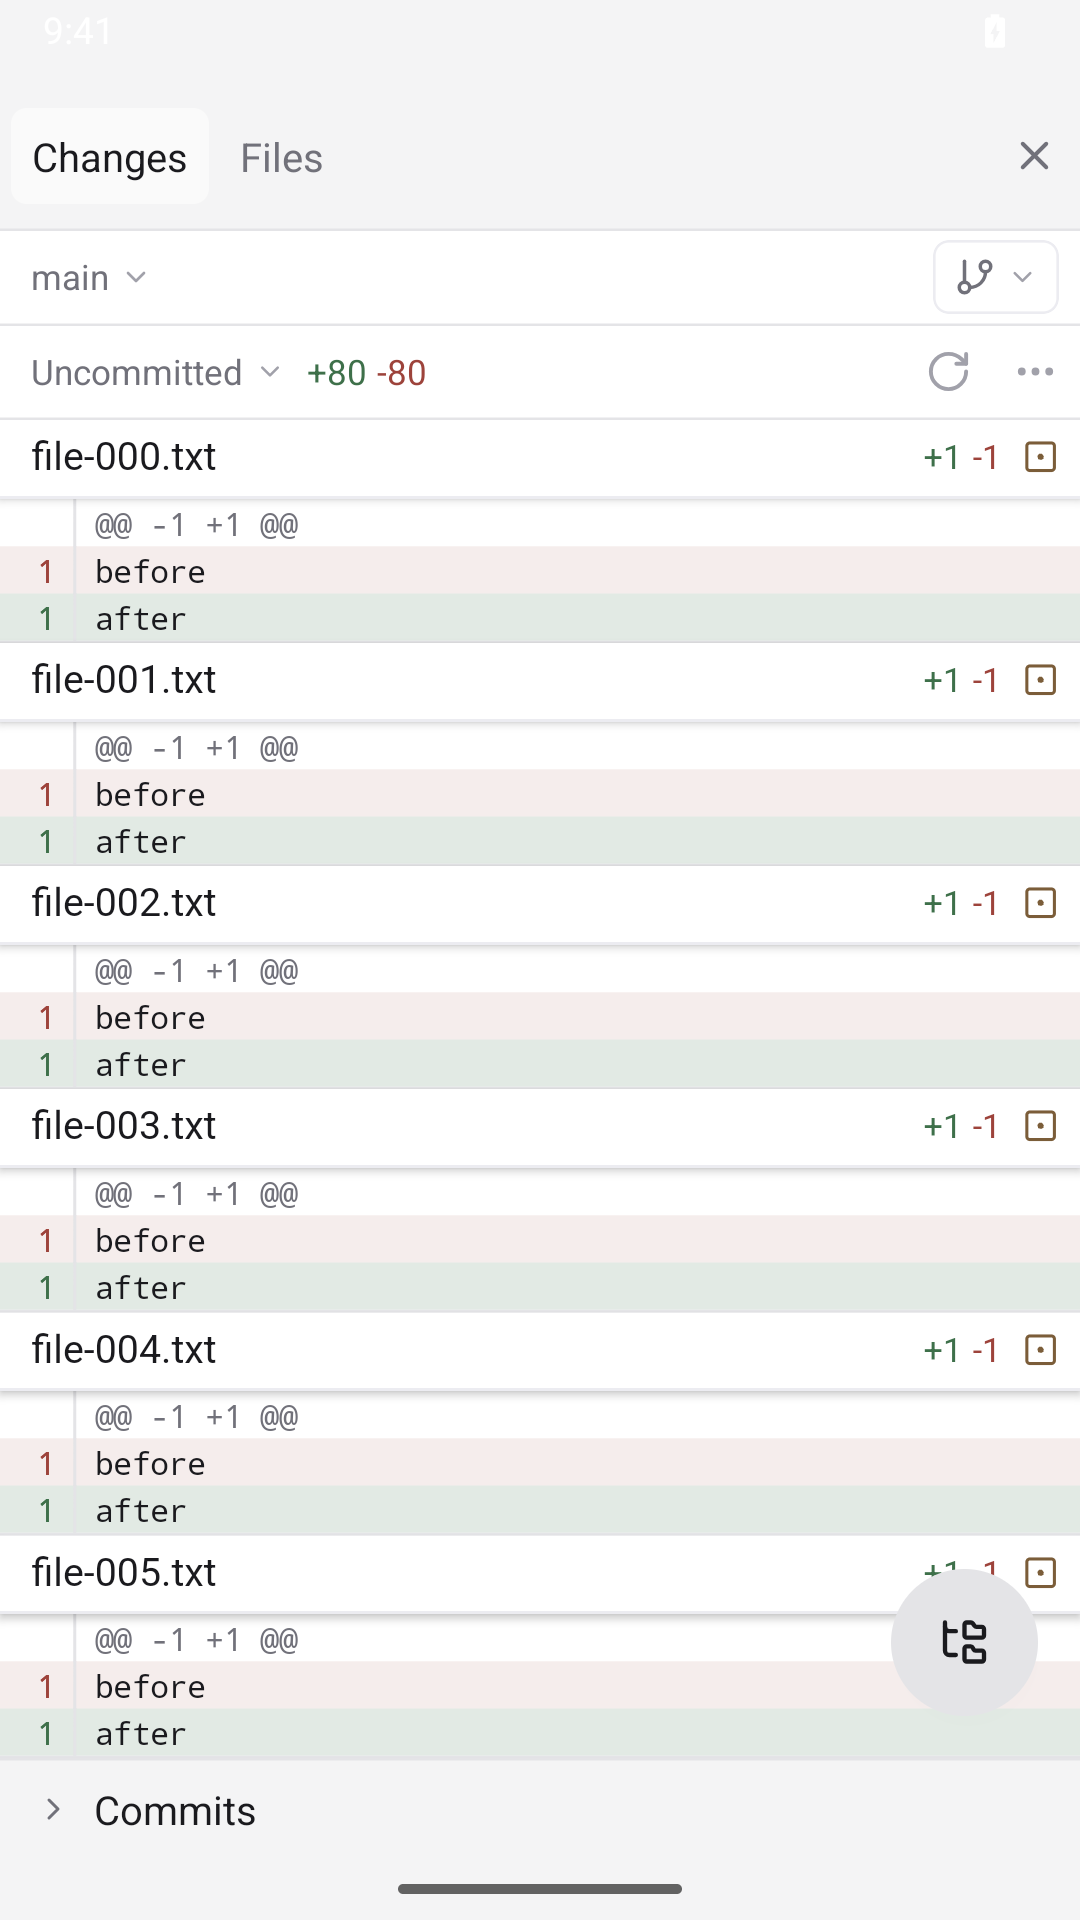 9:41
Changes Files
main
Uncommitted +80 -80
file-000.txt +1 -1
@@ -1 +1 @@
1 before
1 after
file-001.txt +1 -1
@@ -1 +1 @@
1 before
1 after
file-002.txt +1 -1
@@ -1 +1 @@
1 before
1 after
file-003.txt +1 -1
@@ -1 +1 @@
1 before
1 after
file-004.txt +1 -1
@@ -1 +1 @@
1 before
1 after
file-005.txt +1 -1
@@ -1 +1 @@
1 before
1 after
Commits